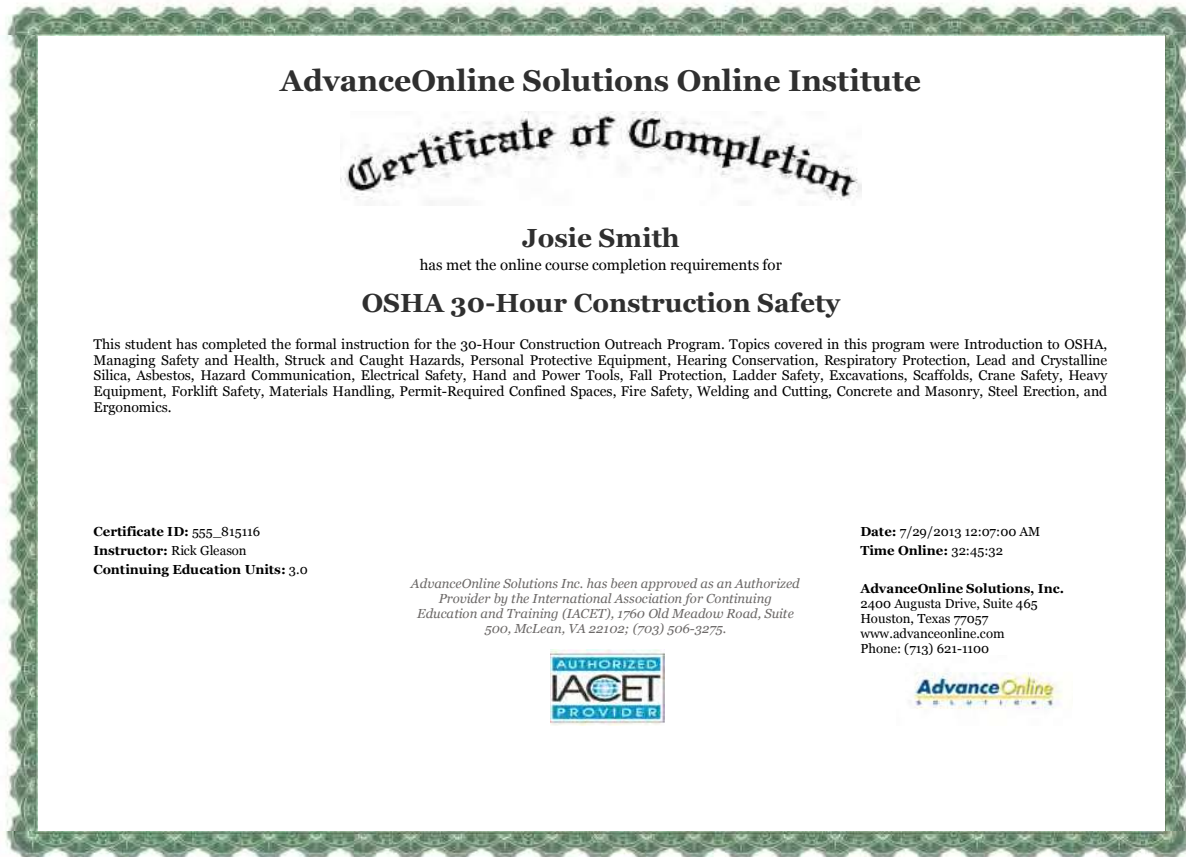 AdvanceOnline Solutions Online Institute
Certificate of Completion
Josie Smith
has met the online course completion requirements for
OSHA 30-Hour Construction Safety
This student has completed the formal instruction for the 30-Hour Construction Outreach Program. Topics covered in this program were Introduction to OSHA,
Managing Safety and Health, Struck and Caught Hazards, Personal Protective Equipment, Hearing Conservation, Respiratory Protection, Lead and Crystalline
Silica, Asbestos, Hazard Communication, Electrical Safety, Hand and Power Tools, Fall Protection, Ladder Safety, Excavations, Scaffolds, Crane Safety, Heavy
Equipment, Forklift Safety, Materials Handling, Permit-Required Confined Spaces, Fire Safety, Welding and Cutting, Concrete and Masonry, Steel Erection, and
Ergonomics.
Certificate ID: 555_815116
Instructor: Rick Gleason
Continuing Education Units: 3.0
AdvanceOnline Solutions Inc. has been approved as an Authorized
Provider by the International Association for Continuing
Education and Training (IACET), 1760 Old Meadow Road, Suite
500, McLean, VA 22102; (703) 506-3275.
AUTHORIZED
IACET
PROVIDER
Date: 7/29/2013 12:07:00 AM
Time Online: 32:45:32
AdvanceOnline Solutions, Inc.
2400 Augusta Drive, Suite 465
Houston, Texas 77057
www.advanceonline.com
Phone: (713) 621-1100
AdvanceOnline
SOLUTIONS